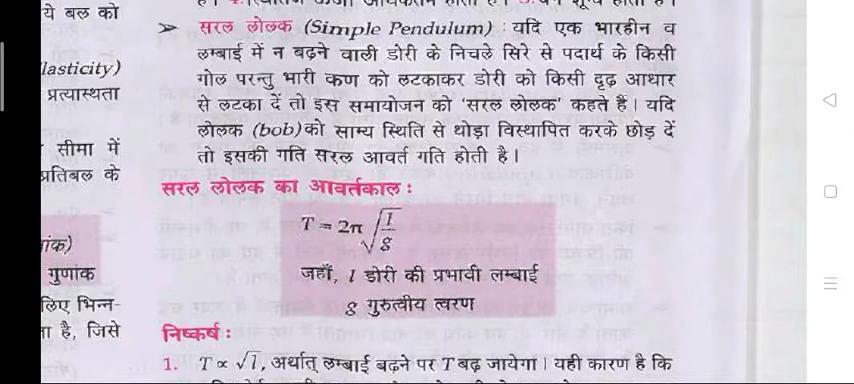 ये बल को
lasticity)
प्रत्यास्थता
सीमा में
प्रतिबल के
गुणांक
लिए भिन्न-
है, जिसे
➢ सरल लोलक (Simple Pendulum) : यदि एक भारहीन व
लम्बाई में न बढ़ने वाली डोरी के निचले सिरे से पदार्थ के किसी
गोल परन्तु भारी कण को लटकाकर डोरी को किसी दृढ़ आधार
से लटका दें तो इस समायोजन को 'सरल लोलक' कहते हैं। यदि
लोलक (bob) को साम्य स्थिति से थोड़ा विस्थापित करके छोड़ दें
तो इसकी गति सरल आवर्त गति होती है।
सरल लोलक का आवर्तकाल :
T = 2π √(l/g)
जहाँ, l डोरी की प्रभावी लम्बाई
g गुरुत्वीय त्वरण
निष्कर्ष :
1. T ∝ √l, अर्थात् लम्बाई बढ़ने पर T बढ़ जायेगा। यही कारण है कि